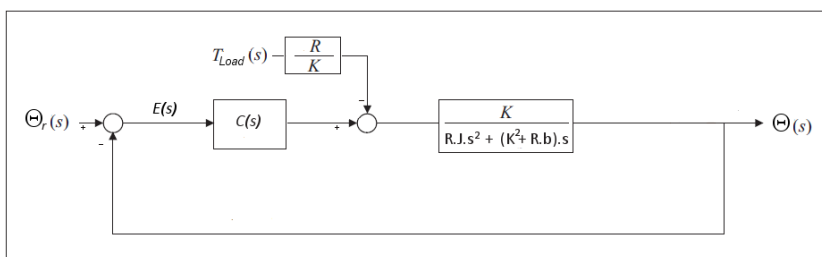 T_Load (s)
R
K
Θ_r (s)
+
-
E(s)
C(s)
+
-
K
R.J.s² + (K²+ R.b).s
Θ(s)